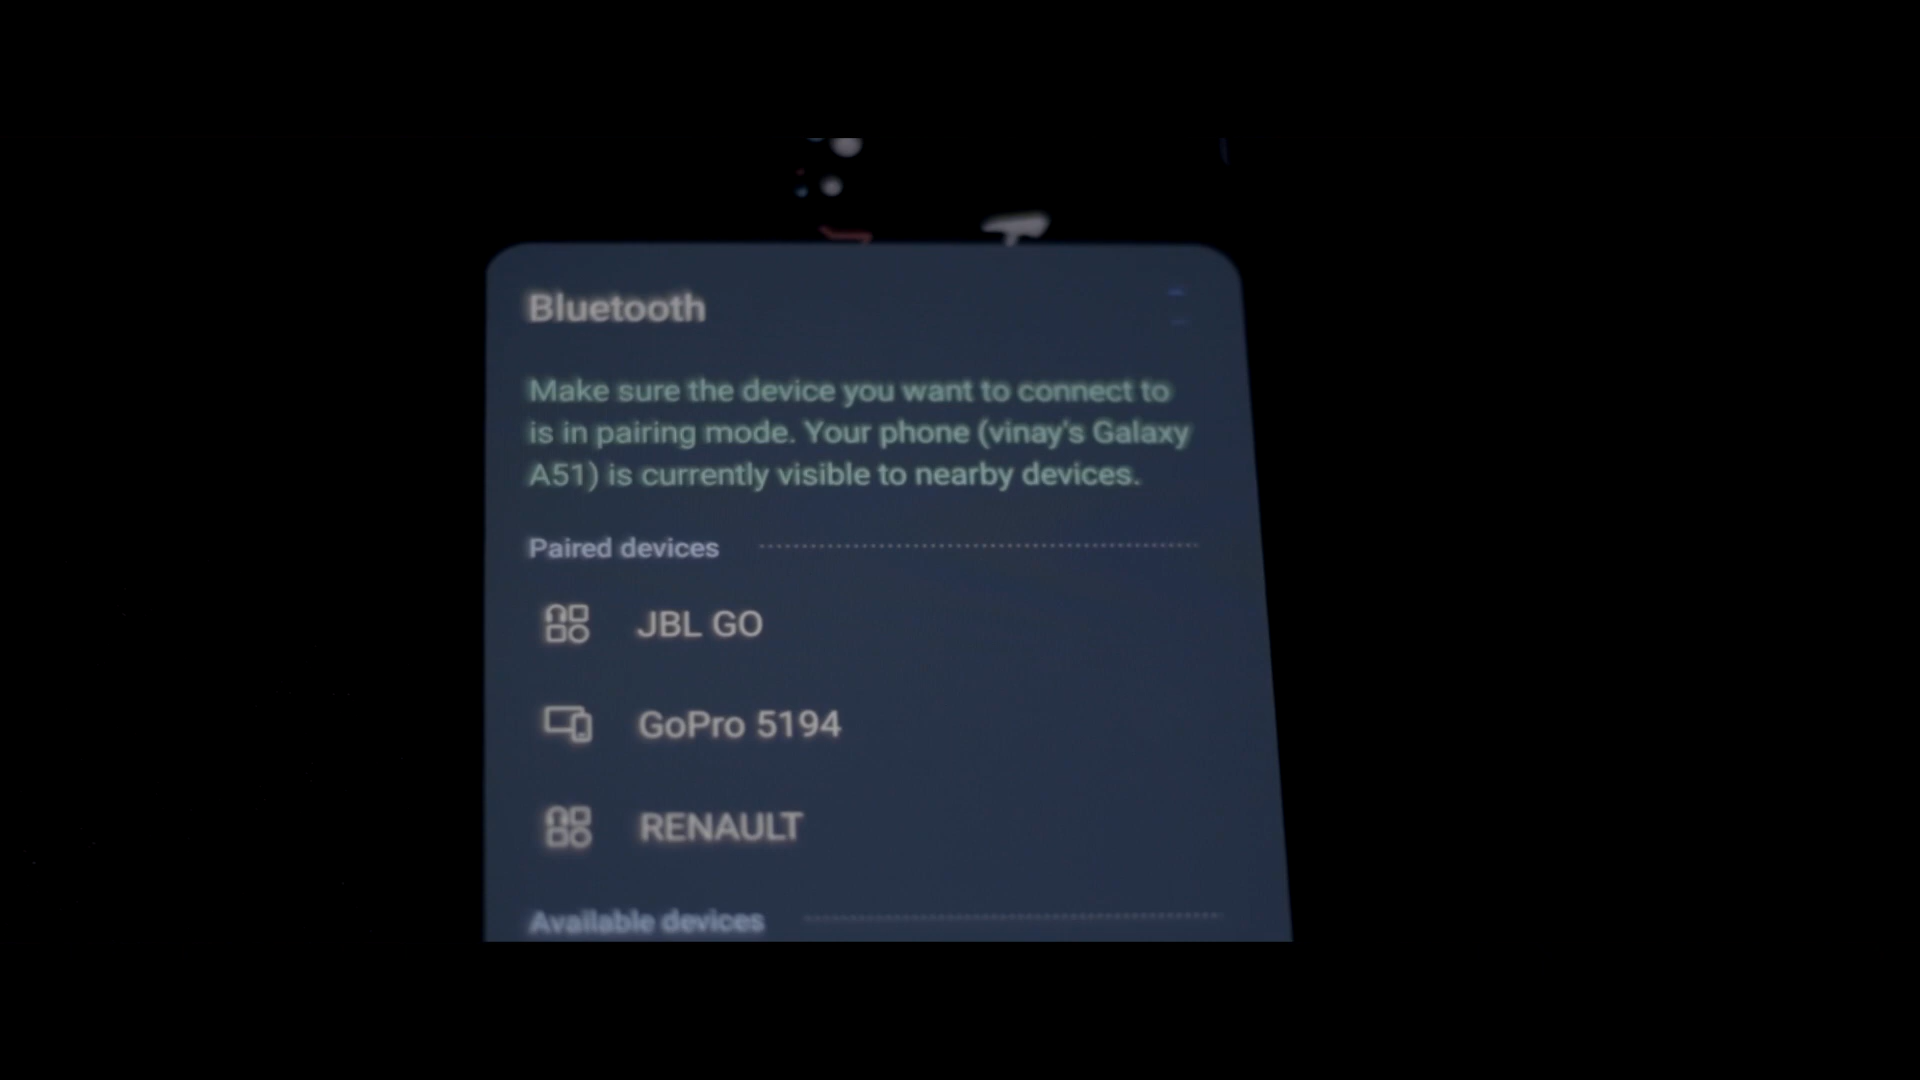 Bluetooth
Make sure the device you want to connect to
is in pairing mode. Your phone (vinay's Galaxy
A51) is currently visible to nearby devices.
Paired devices
JBL GO
GoPro 5194
RENAULT
Available devices